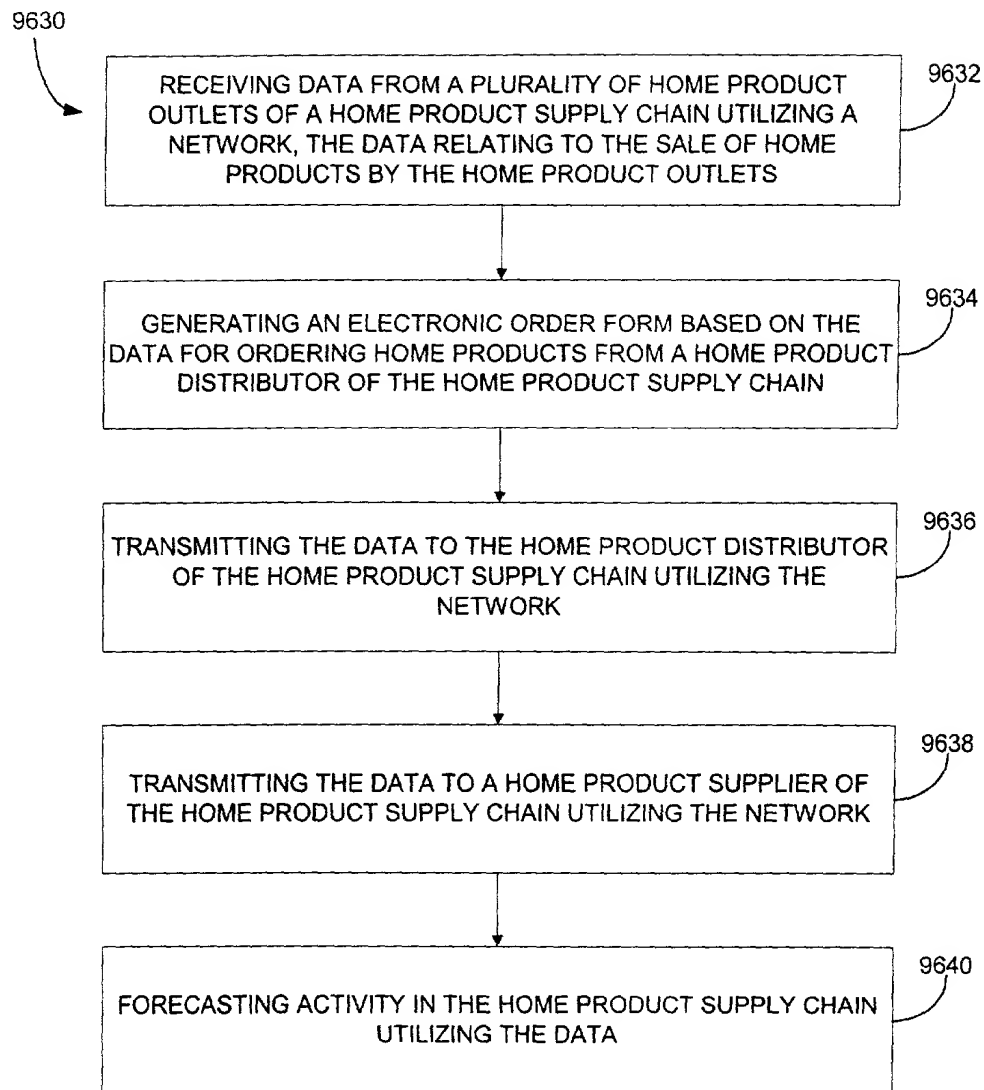 9630
RECEIVING DATA FROM A PLURALITY OF HOME PRODUCT
OUTLETS OF A HOME PRODUCT SUPPLY CHAIN UTILIZING A
NETWORK, THE DATA RELATING TO THE SALE OF HOME
PRODUCTS BY THE HOME PRODUCT OUTLETS
9632
GENERATING AN ELECTRONIC ORDER FORM BASED ON THE
DATA FOR ORDERING HOME PRODUCTS FROM A HOME PRODUCT
DISTRIBUTOR OF THE HOME PRODUCT SUPPLY CHAIN
9634
TRANSMITTING THE DATA TO THE HOME PRODUCT DISTRIBUTOR
OF THE HOME PRODUCT SUPPLY CHAIN UTILIZING THE
NETWORK
9636
TRANSMITTING THE DATA TO A HOME PRODUCT SUPPLIER OF
THE HOME PRODUCT SUPPLY CHAIN UTILIZING THE NETWORK
9638
FORECASTING ACTIVITY IN THE HOME PRODUCT SUPPLY CHAIN
UTILIZING THE DATA
9640